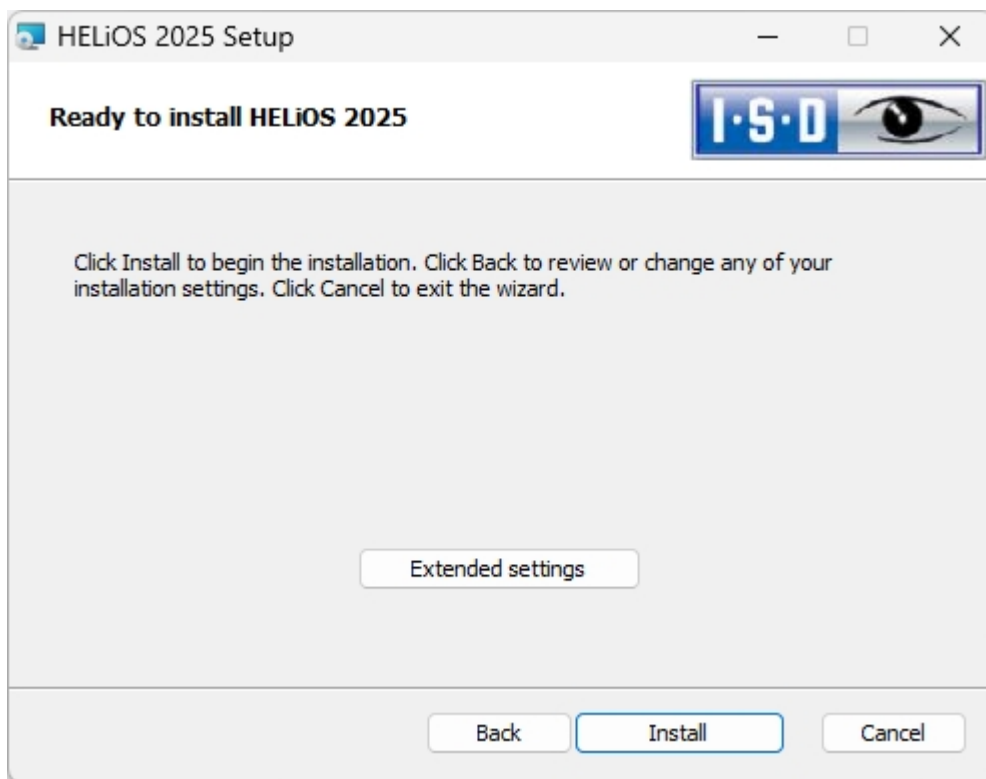 HELiOS 2025 Setup
Ready to install HELiOS 2025
I·S·D
Click Install to begin the installation. Click Back to review or change any of your
installation settings. Click Cancel to exit the wizard.
Extended settings
Back
Install
Cancel